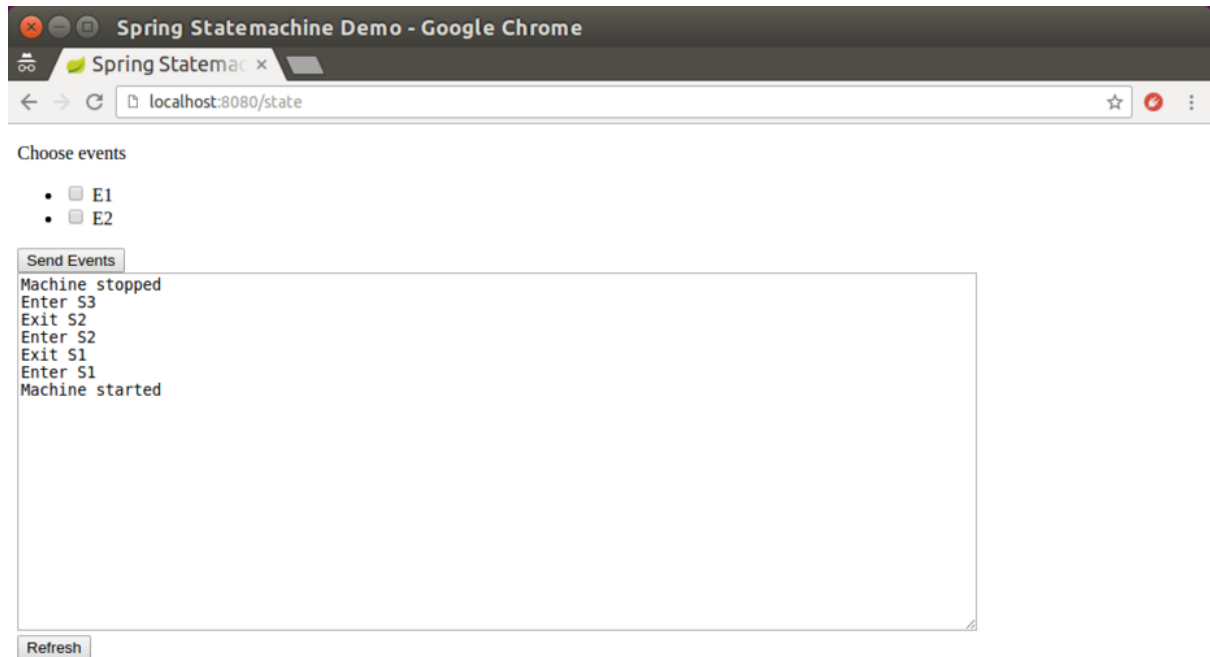 Spring Statemachine Demo - Google Chrome
Spring Statemac
localhost:8080/state
Choose events
E1
E2
Send Events
Machine stopped
Enter S3
Exit S2
Enter S2
Exit S1
Enter S1
Machine started
Refresh